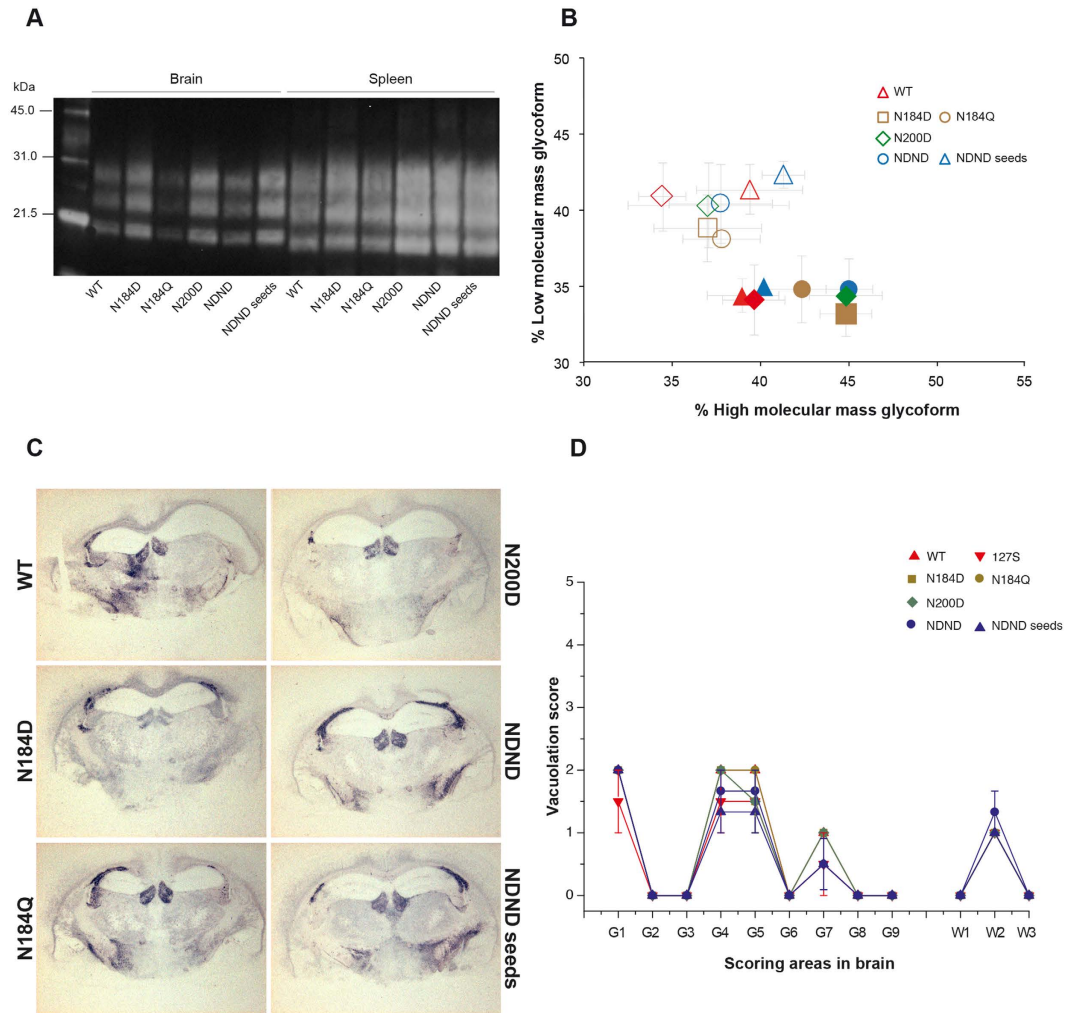 A
kDa
Brain
Spleen
45.0
31.0
21.5
WT
N184D
N184Q
N200D
NDND
NDND seeds
WT
N184D
N184Q
N200D
NDND
NDND seeds
B
% Low molecular mass glycoform
50
45
40
35
30
30 35 40 45 50 55
% High molecular mass glycoform
WT
N184D N184Q
N200D
NDND NDND seeds
C
WT
N200D
N184D
NDND
N184Q
NDND seeds
D
WT 127S
N184D N184Q
N200D
NDND NDND seeds
Vacuolation score
5
4
3
2
1
0
G1 G2 G3 G4 G5 G6 G7 G8 G9 W1 W2 W3
Scoring areas in brain